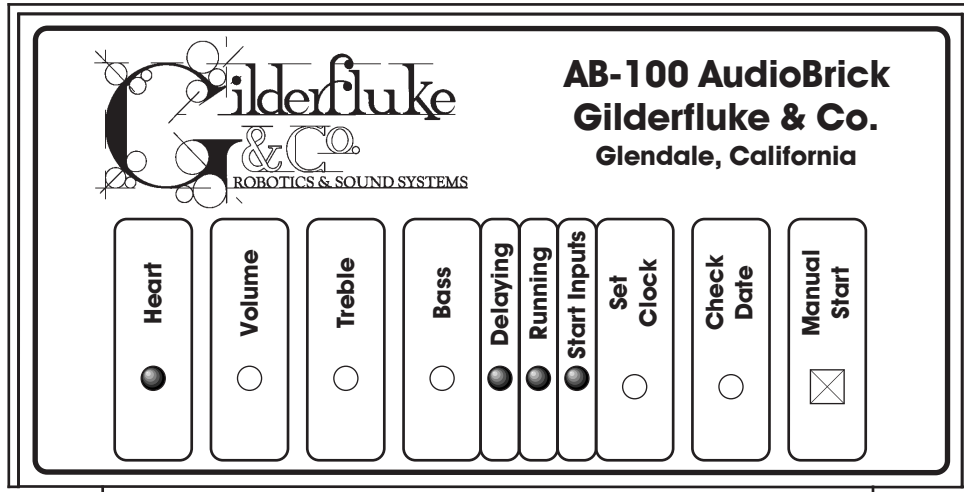 Gilderfluke
& Co.
ROBOTICS & SOUND SYSTEMS
AB-100 AudioBrick
Gilderfluke & Co.
Glendale, California
Heart
Volume
Treble
Bass
Delaying
Running
Start Inputs
Set
Clock
Check
Date
Manual
Start